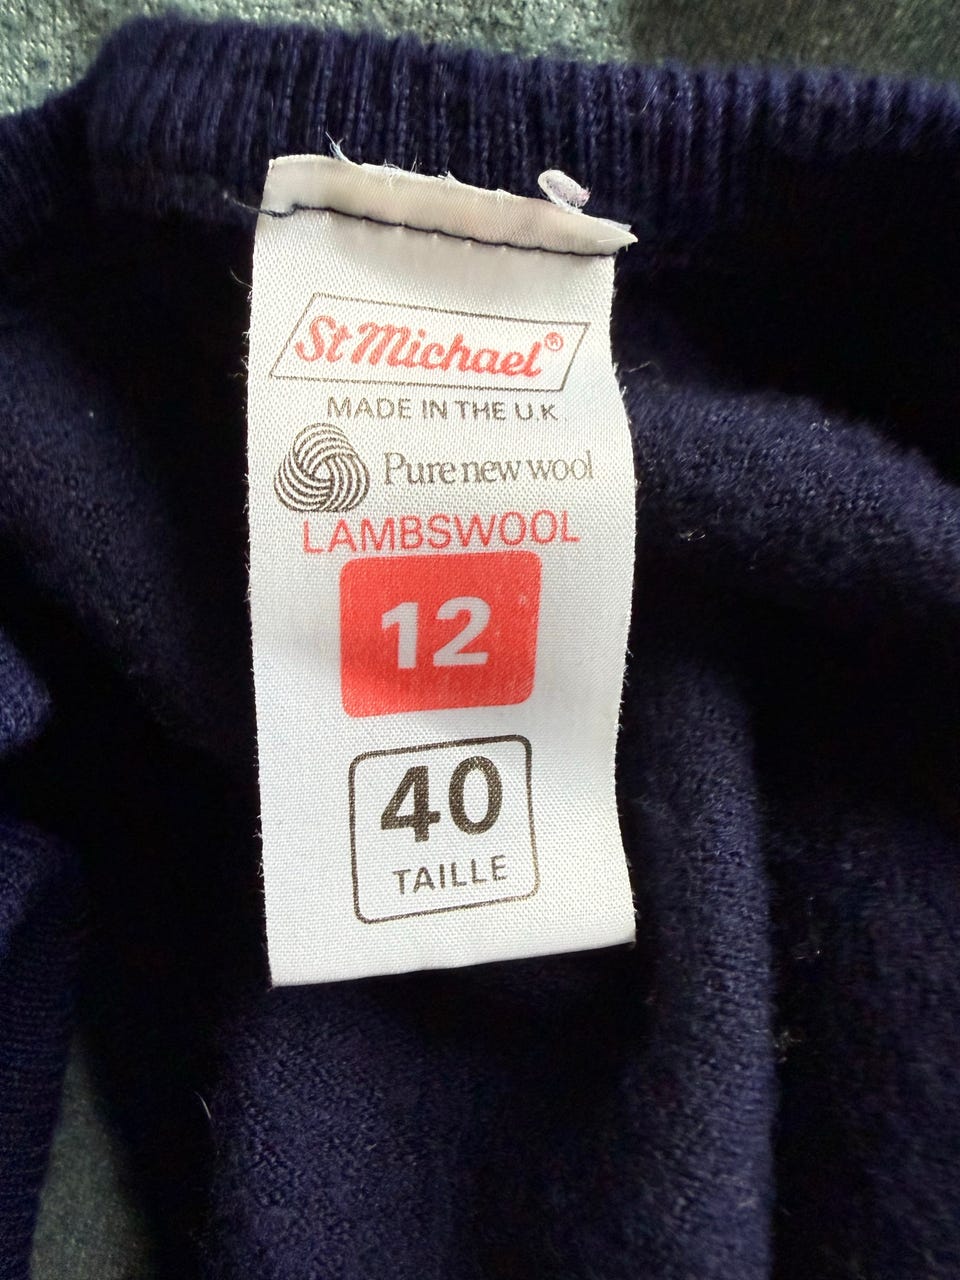 St Michael®
MADE IN THE U.K.
Pure new wool
LAMBSWOOL
12
40
TAILLE